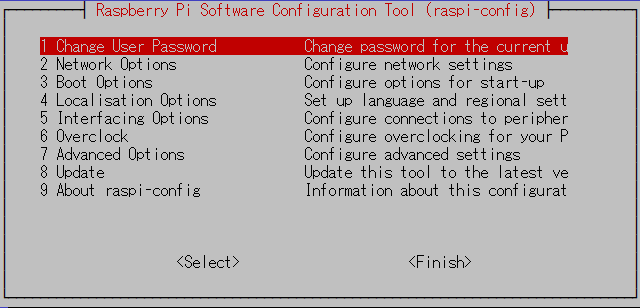 Raspberry Pi Software Configuration Tool (raspi-config)
1 Change User Password Change password for the current u
2 Network Options Configure network settings
3 Boot Options Configure options for start-up
4 Localisation Options Set up language and regional sett
5 Interfacing Options Configure connections to peripher
6 Overclock Configure overclocking for your P
7 Advanced Options Configure advanced settings
8 Update Update this tool to the latest ve
9 About raspi-config Information about this configurat
<Select> <Finish>